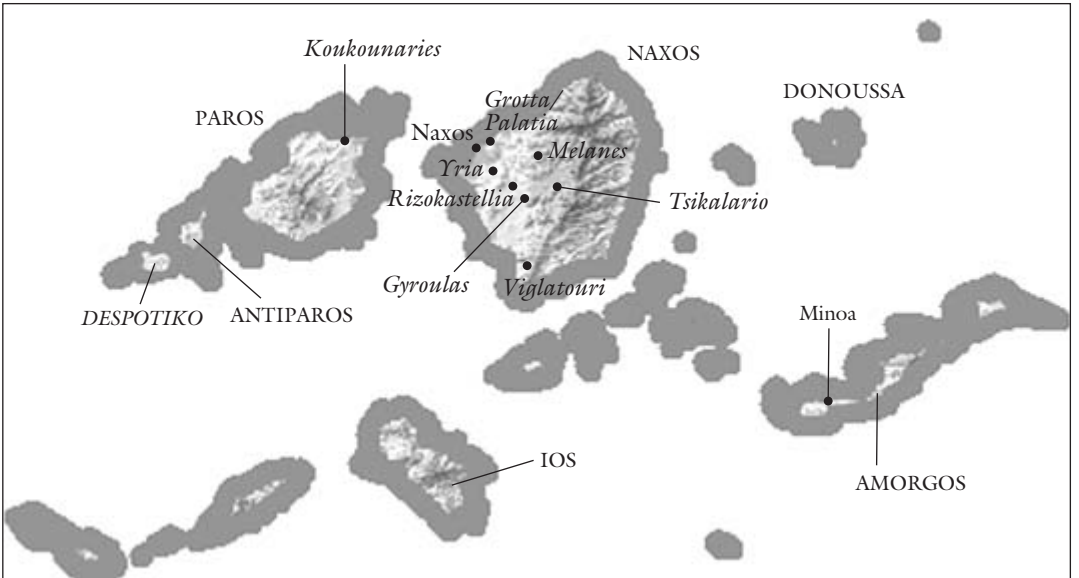 Koukounaries
NAXOS
PAROS
Grotta/
Palatia
DONOUSSA
Naxos
Melanes
Yria
Rizokastellia
Tsikalario
Gyroulas
Viglatouri
DESPOTIKO
ANTIPAROS
Minoa
IOS
AMORGOS